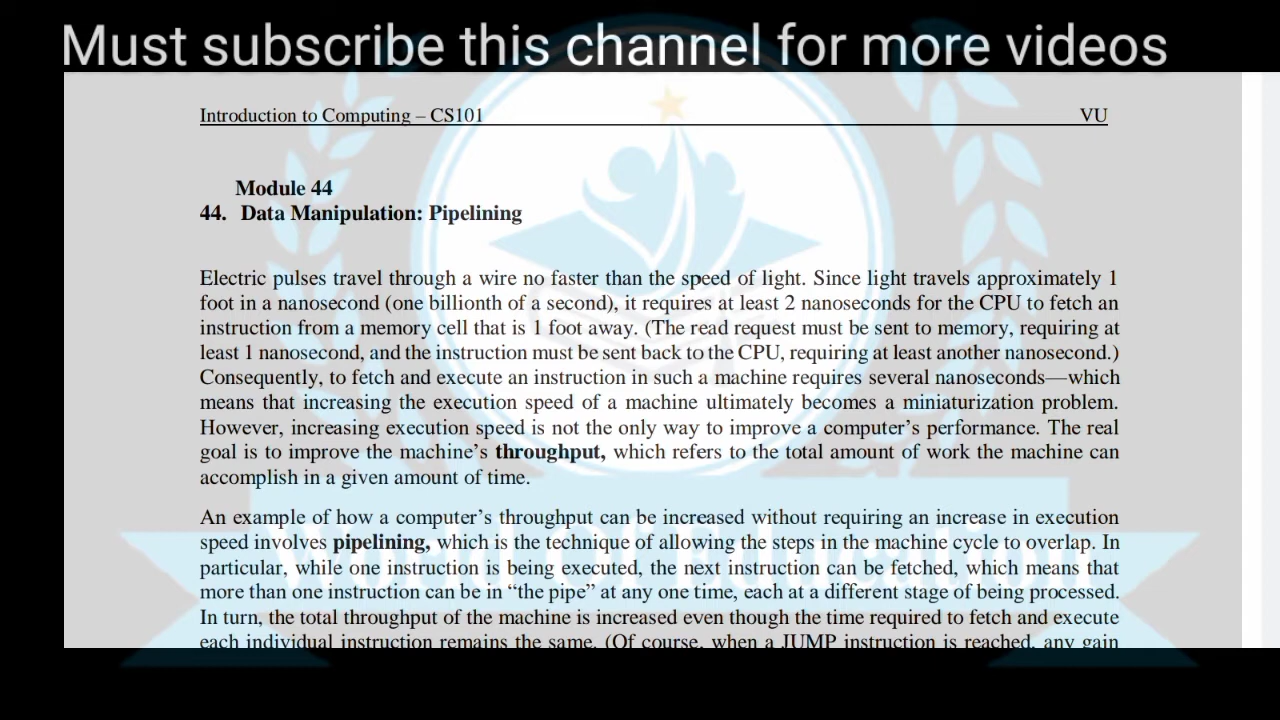 Must subscribe this channel for more videos
Introduction to Computing – CS101 VU
Module 44
44. Data Manipulation: Pipelining
Electric pulses travel through a wire no faster than the speed of light. Since light travels approximately 1
foot in a nanosecond (one billionth of a second), it requires at least 2 nanoseconds for the CPU to fetch an
instruction from a memory cell that is 1 foot away. (The read request must be sent to memory, requiring at
least 1 nanosecond, and the instruction must be sent back to the CPU, requiring at least another nanosecond.)
Consequently, to fetch and execute an instruction in such a machine requires several nanoseconds—which
means that increasing the execution speed of a machine ultimately becomes a miniaturization problem.
However, increasing execution speed is not the only way to improve a computer’s performance. The real
goal is to improve the machine’s throughput, which refers to the total amount of work the machine can
accomplish in a given amount of time.
An example of how a computer’s throughput can be increased without requiring an increase in execution
speed involves pipelining, which is the technique of allowing the steps in the machine cycle to overlap. In
particular, while one instruction is being executed, the next instruction can be fetched, which means that
more than one instruction can be in “the pipe” at any one time, each at a different stage of being processed.
In turn, the total throughput of the machine is increased even though the time required to fetch and execute
each individual instruction remains the same. (Of course, when a JUMP instruction is reached, any gain
World Of Education